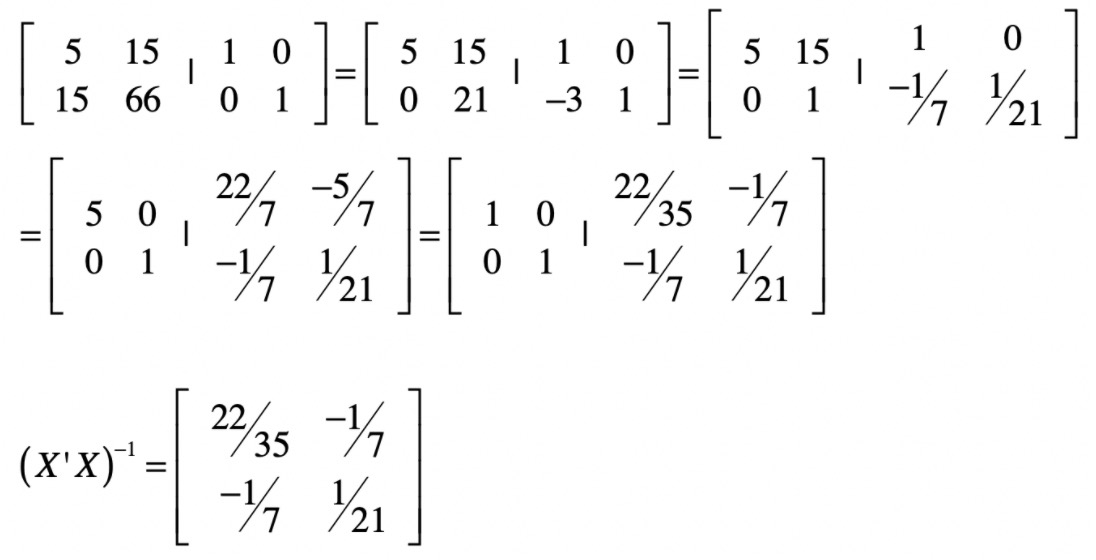 [ 5 15 | 1 0 ; 15 66 | 0 1 ] = [ 5 15 | 1 0 ; 0 21 | −3 1 ] = [ 5 15 | 1 0 ; 0 1 | −1/7 1/21 ]
= [ 5 0 | 22/7 −5/7 ; 0 1 | −1/7 1/21 ] = [ 1 0 | 22/35 −1/7 ; 0 1 | −1/7 1/21 ]
(X'X)⁻¹ = [ 22/35 −1/7 ; −1/7 1/21 ]